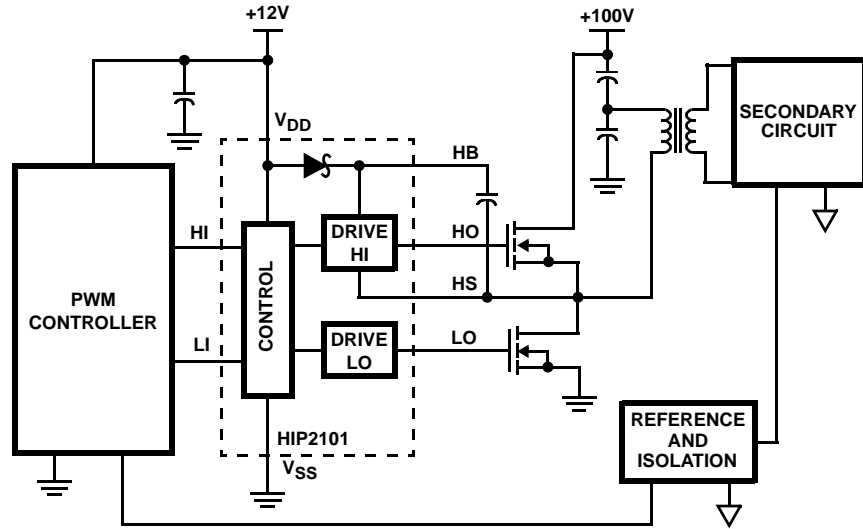 +12V
+100V
SECONDARY
CIRCUIT
VDD
HB
DRIVE
HI
HO
HI
HS
PWM
CONTROLLER
CONTROL
LI
DRIVE
LO
LO
REFERENCE
AND
ISOLATION
HIP2101
VSS